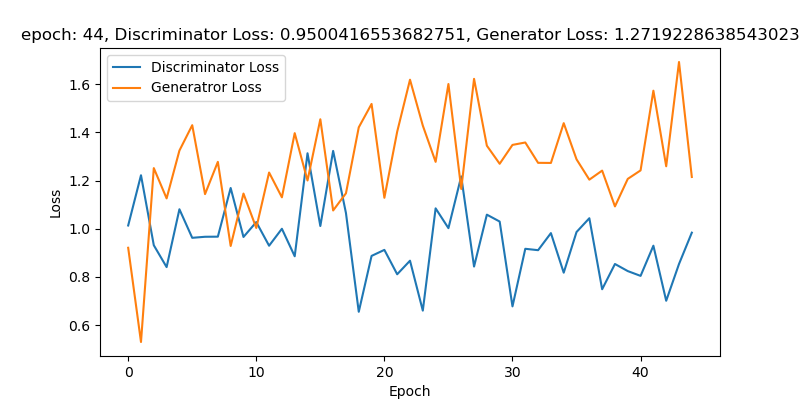 epoch: 44, Discriminator Loss: 0.9500416553682751, Generator Loss: 1.2719228638543023
Discriminator Loss
Generatror Loss
1.6
1.4
1.2
1.0
0.8
0.6
Loss
0
10
20
30
40
Epoch